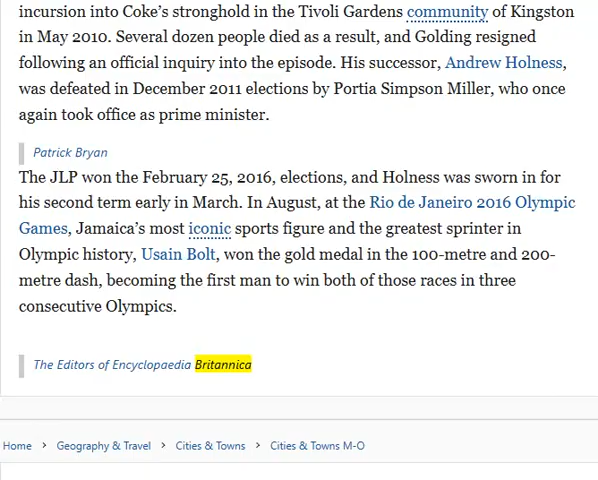 incursion into Coke’s stronghold in the Tivoli Gardens community of Kingston
in May 2010. Several dozen people died as a result, and Golding resigned
following an official inquiry into the episode. His successor, Andrew Holness,
was defeated in December 2011 elections by Portia Simpson Miller, who once
again took office as prime minister.
Patrick Bryan
The JLP won the February 25, 2016, elections, and Holness was sworn in for
his second term early in March. In August, at the Rio de Janeiro 2016 Olympic
Games, Jamaica’s most iconic sports figure and the greatest sprinter in
Olympic history, Usain Bolt, won the gold medal in the 100-metre and 200-
metre dash, becoming the first man to win both of those races in three
consecutive Olympics.
The Editors of Encyclopaedia Britannica
Home > Geography & Travel > Cities & Towns > Cities & Towns M-O